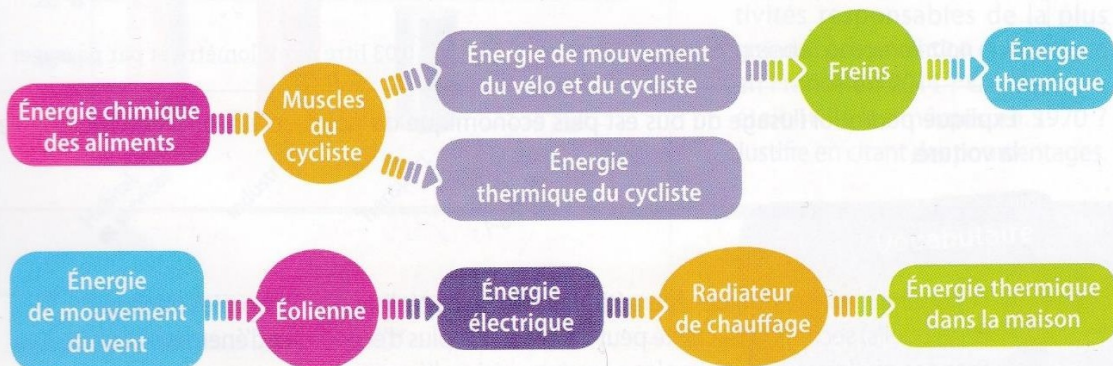 Énergie chimique
des aliments
Muscles
du
cycliste
Énergie de mouvement
du vélo et du cycliste
Énergie
thermique du cycliste
Freins
Énergie
thermique
Énergie
de mouvement
du vent
Éolienne
Énergie
électrique
Radiateur
de chauffage
Énergie thermique
dans la maison